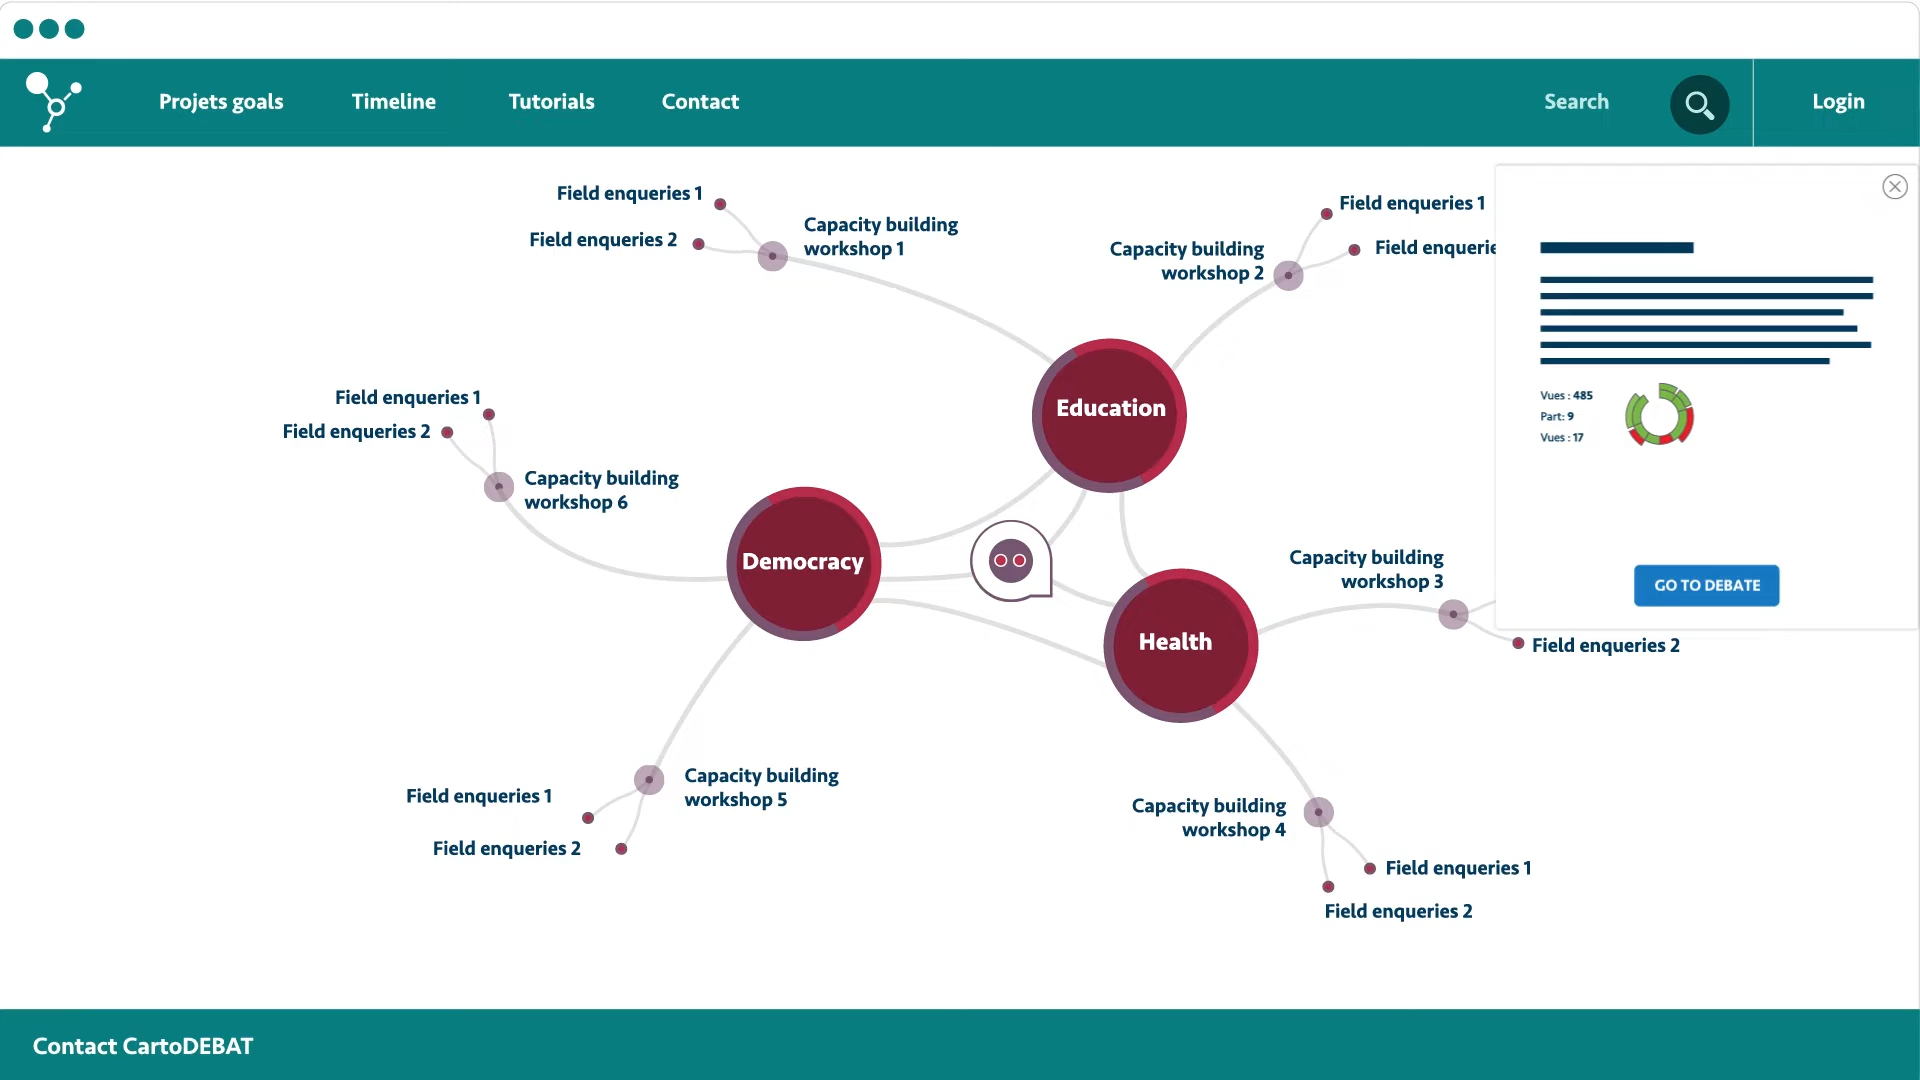 Projets goals
Timeline
Tutorials
Contact
Search
Login
Field enqueries 1
Field enqueries 2
Capacity building
workshop 1
Field enqueries 1
Capacity building
workshop 2
Education
Field enqueries 1
Field enqueries 2
Capacity building
workshop 6
Democracy
Capacity building
workshop 3
Health
Field enqueries 2
Vues : 485
Part: 9
Vues : 17
GO TO DEBATE
Capacity building
workshop 5
Field enqueries 1
Field enqueries 2
Capacity building
workshop 4
Field enqueries 1
Field enqueries 2
Contact CartoDEBAT